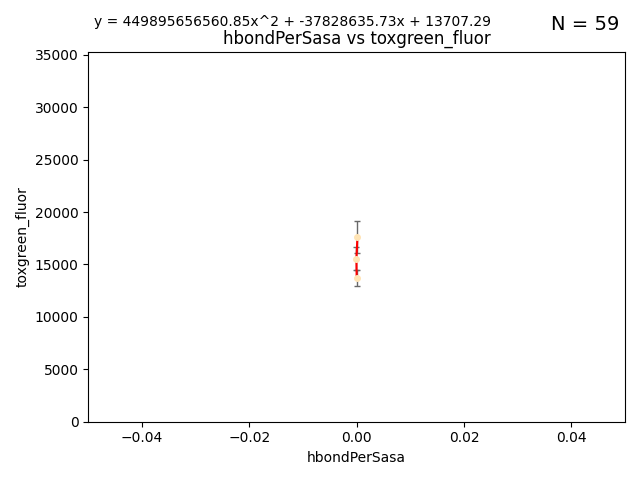 y = 449895656560.85x^2 + -37828635.73x + 13707.29
N = 59
hbondPerSasa vs toxgreen_fluor
35000
30000
25000
20000
15000
10000
5000
0
toxgreen_fluor
−0.04 −0.02 0.00 0.02 0.04
hbondPerSasa